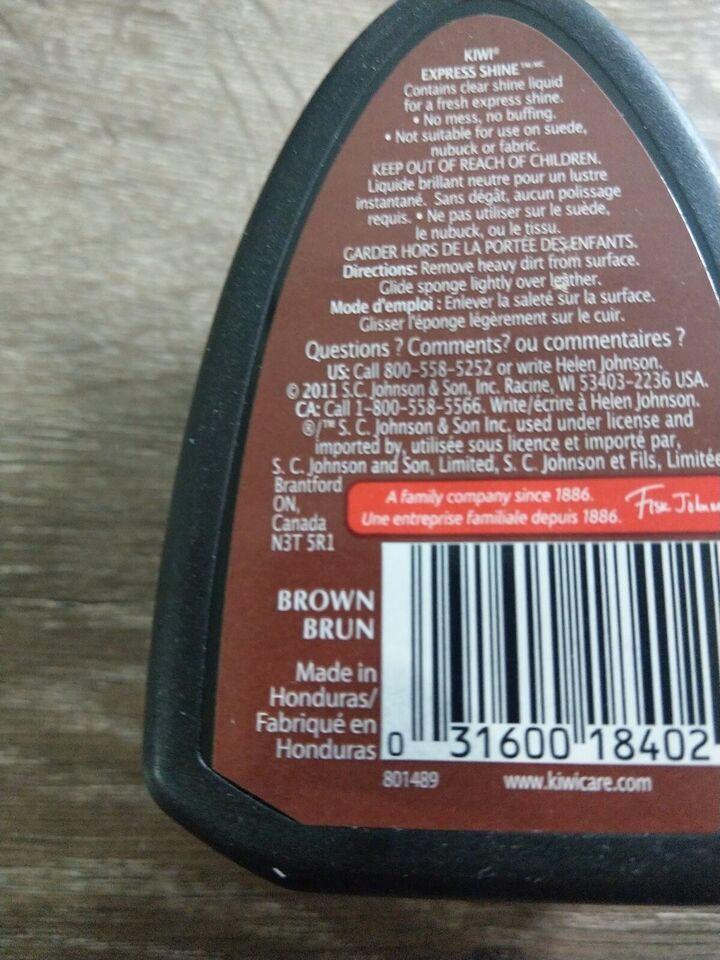 KIWI®
EXPRESS SHINE™/MC
Contains clear shine liquid
for a fresh express shine.
• No mess, no buffing.
• Not suitable for use on suede,
nubuck or fabric.
KEEP OUT OF REACH OF CHILDREN.
Liquide brillant neutre pour un lustre
instantané. Sans dégât, aucun polissage
requis. • Ne pas utiliser sur le suède,
le nubuck, ou le tissu.
GARDER HORS DE LA PORTÉE DES ENFANTS.
Directions: Remove heavy dirt from surface.
Glide sponge lightly over leather.
Mode d'emploi : Enlever la saleté sur la surface.
Glisser l'éponge légèrement sur le cuir.
Questions ? Comments? ou commentaires ?
US: Call 800-558-5252 or write Helen Johnson.
© 2011 S.C. Johnson & Son, Inc. Racine, WI 53403-2236 USA.
CA: Call 1-800-558-5566. Write/écrire à Helen Johnson.
®/™ S. C. Johnson & Son Inc. used under license and
imported by, utilisée sous licence et importé par,
S. C. Johnson and Son, Limited, S. C. Johnson et Fils, Limitée
Brantford
ON,
Canada
N3T 5R1
A family company since 1886.
Une entreprise familiale depuis 1886.
Fisk Johns
BROWN
BRUN
Made in
Honduras/
Fabriqué en
Honduras
0 31600 18402
801489
www.kiwicare.com